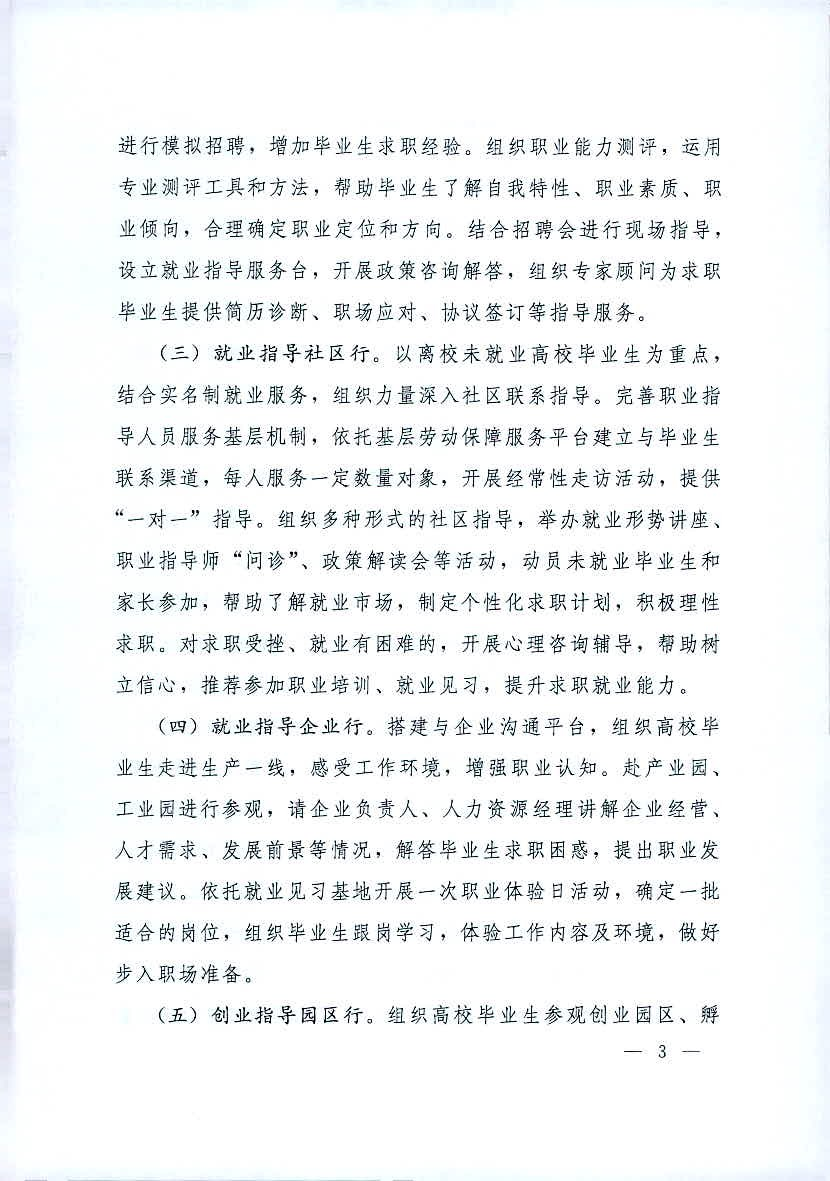 进行模拟招聘，增加毕业生求职经验。组织职业能力测评，运用
专业测评工具和方法，帮助毕业生了解自我特性、职业素质、职
业倾向，合理确定职业定位和方向。结合招聘会进行现场指导，
设立就业指导服务台，开展政策咨询解答，组织专家顾问为求职
毕业生提供简历诊断、职场应对、协议签订等指导服务。
（三）就业指导社区行。以离校未就业高校毕业生为重点，
结合实名制就业服务，组织力量深入社区联系指导。完善职业指
导人员服务基层机制，依托基层劳动保障服务平台建立与毕业生
联系渠道，每人服务一定数量对象，开展经常性走访活动，提供
“一对一”指导。组织多种形式的社区指导，举办就业形势讲座、
职业指导师“问诊”、政策解读会等活动，动员未就业毕业生和
家长参加，帮助了解就业市场，制定个性化求职计划，积极理性
求职。对求职受挫、就业有困难的，开展心理咨询辅导，帮助树
立信心，推荐参加职业培训、就业见习，提升求职就业能力。
（四）就业指导企业行。搭建与企业沟通平台，组织高校毕
业生走进生产一线，感受工作环境，增强职业认知。赴产业园、
工业园进行参观，请企业负责人、人力资源经理讲解企业经营、
人才需求、发展前景等情况，解答毕业生求职困惑，提出职业发
展建议。依托就业见习基地开展一次职业体验日活动，确定一批
适合的岗位，组织毕业生跟岗学习，体验工作内容及环境，做好
步入职场准备。
（五）创业指导园区行。组织高校毕业生参观创业园区、孵
— 3 —